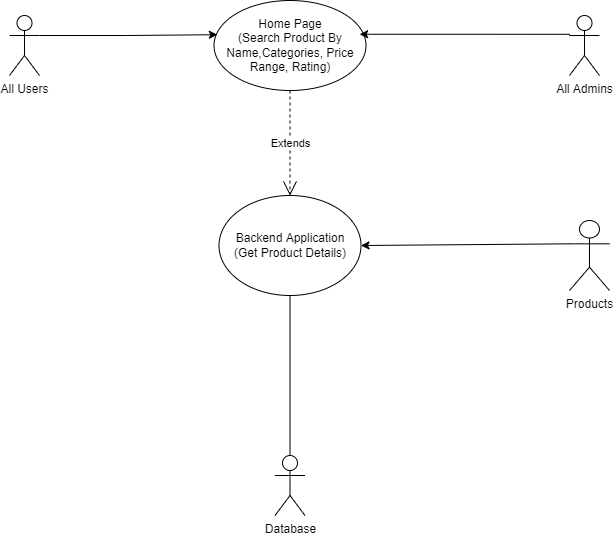 Home Page
(Search Product By
Name,Categories, Price
Range, Rating)
All Users
All Admins
Extends
Backend Application
(Get Product Details)
Products
Database